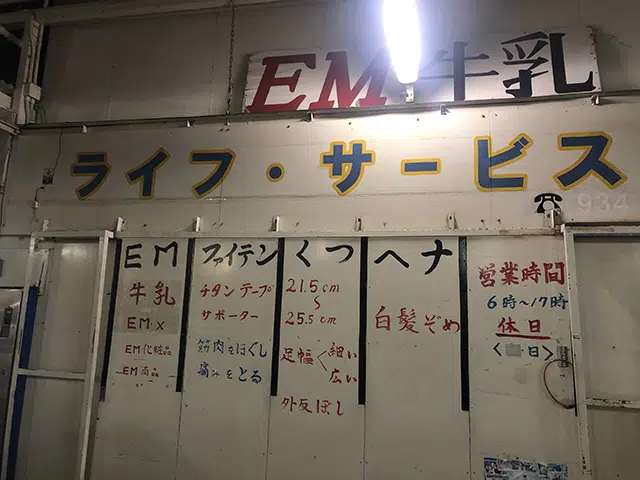 EM牛乳
ライフ・サービス
934
EM
牛乳
EM・X
EM化粧品
EM商品
ファイテン
チタンテープ
サポーター
筋肉をほぐし
痛みをとる
くつ
21.5cm
〜
25.5cm
足幅〈細い
広い
外反ぼし
ヘナ
白髪ぞめ
営業時間
6時〜17時
休日
〈日〉